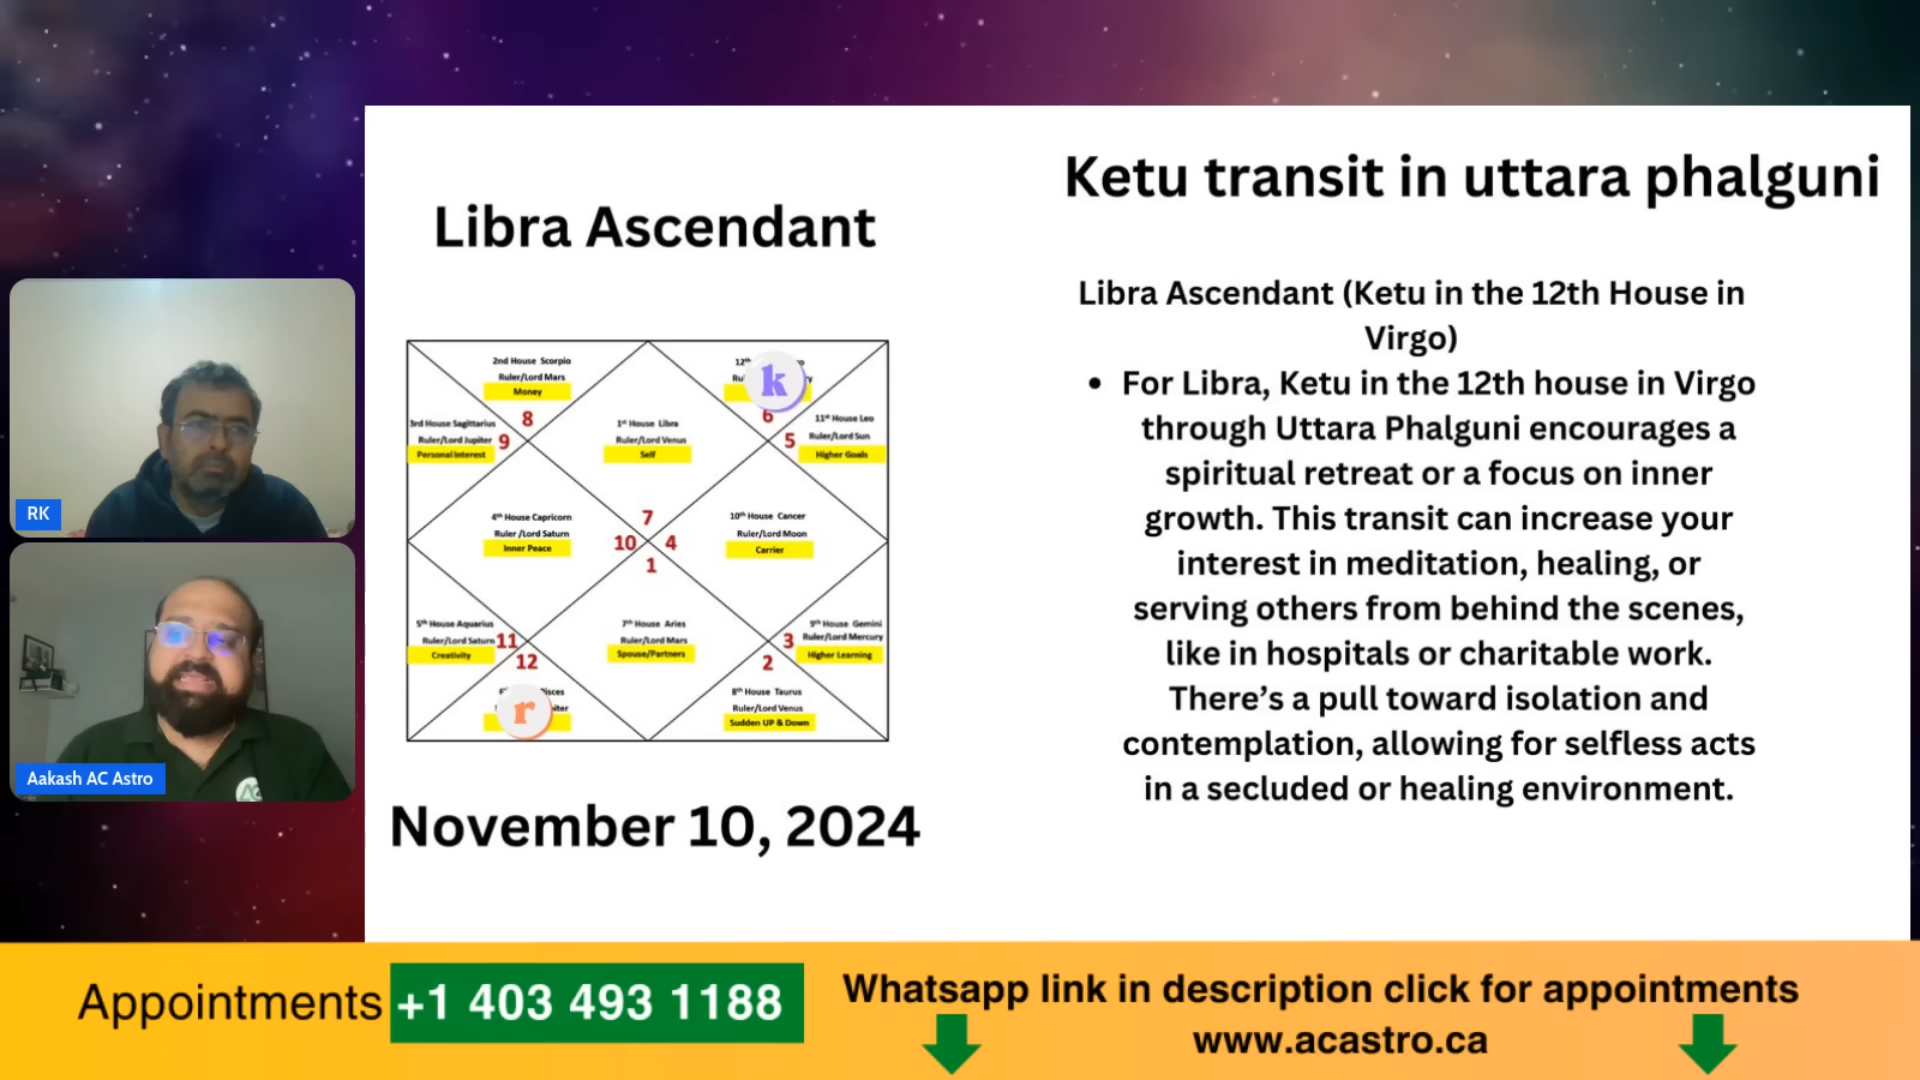 Ketu transit in uttara phalguni
Libra Ascendant
Libra Ascendant (Ketu in the 12th House in
Virgo)
• For Libra, Ketu in the 12th house in Virgo
through Uttara Phalguni encourages a
spiritual retreat or a focus on inner
growth. This transit can increase your
interest in meditation, healing, or
serving others from behind the scenes,
like in hospitals or charitable work.
There's a pull toward isolation and
contemplation, allowing for selfless acts
in a secluded or healing environment.
2nd House Scorpio
Ruler/Lord Mars
Money
8
12th
k
6
3rd House Sagittarius
Ruler/Lord Jupiter
Personal Interest
9
1st House Libra
Ruler/Lord Venus
Self
5
11st House Leo
Ruler/Lord Sun
Higher Goals
4th House Capricorn
Ruler /Lord Saturn
Inner Peace
7
10
4
1
10th House Cancer
Ruler/Lord Moon
Carrier
5th House Aquarius
Ruler/Lord Saturn
Creativity
11
12
7th House Aries
Ruler/Lord Mars
Spouse/Partners
3
2
9th House Gemini
Ruler/Lord Mercury
Higher Learning
r
8th House Taurus
Ruler/Lord Venus
Sudden UP & Down
November 10, 2024
RK
Aakash AC Astro
Appointments +1 403 493 1188
Whatsapp link in description click for appointments
www.acastro.ca